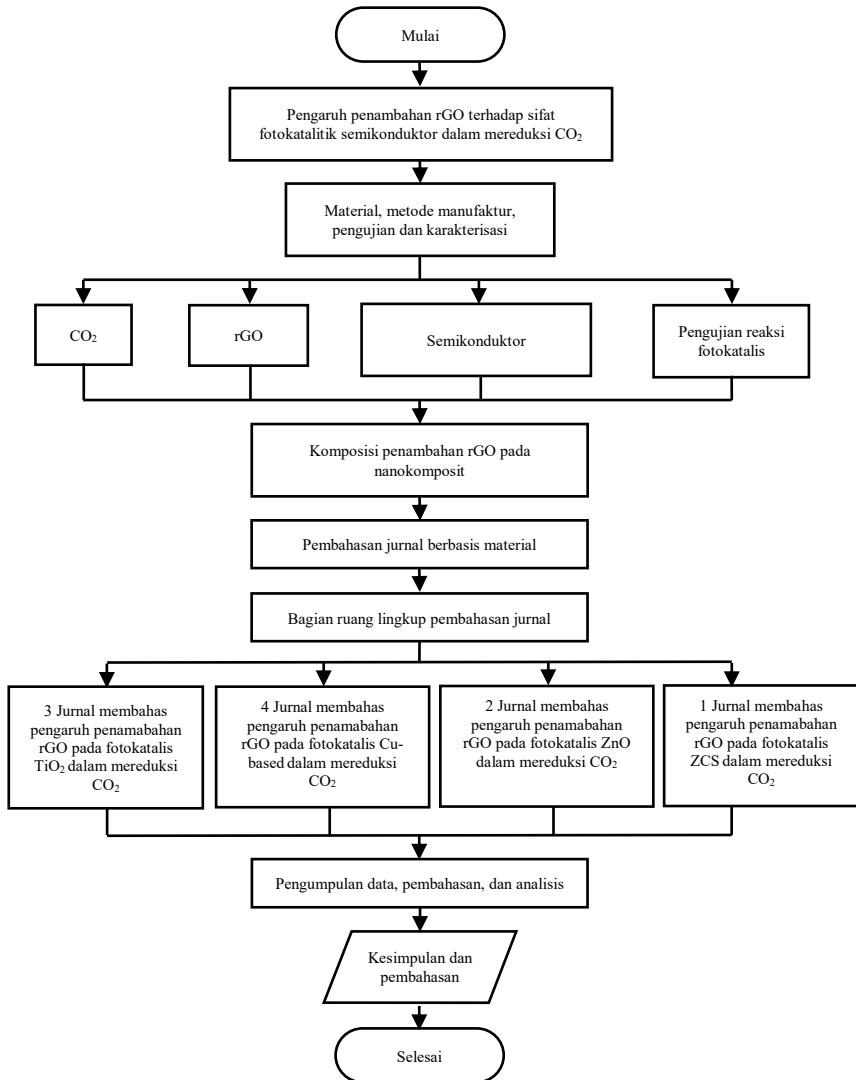 Mulai
Pengaruh penambahan rGO terhadap sifat
fotokatalitik semikonduktor dalam mereduksi CO₂
Material, metode manufaktur,
pengujian dan karakterisasi
CO₂
rGO
Semikonduktor
Pengujian reaksi
fotokatalis
Komposisi penambahan rGO pada
nanokomposit
Pembahasan jurnal berbasis material
Bagian ruang lingkup pembahasan jurnal
3 Jurnal membahas
pengaruh penamabahan
rGO pada fotokatalis
TiO₂ dalam mereduksi
CO₂
4 Jurnal membahas
pengaruh penamabahan
rGO pada fotokatalis Cu-
based dalam mereduksi
CO₂
2 Jurnal membahas
pengaruh penamabahan
rGO pada fotokatalis ZnO
dalam mereduksi CO₂
1 Jurnal membahas
pengaruh penamabahan
rGO pada fotokatalis
ZCS dalam mereduksi
CO₂
Pengumpulan data, pembahasan, dan analisis
Kesimpulan dan
pembahasan
Selesai